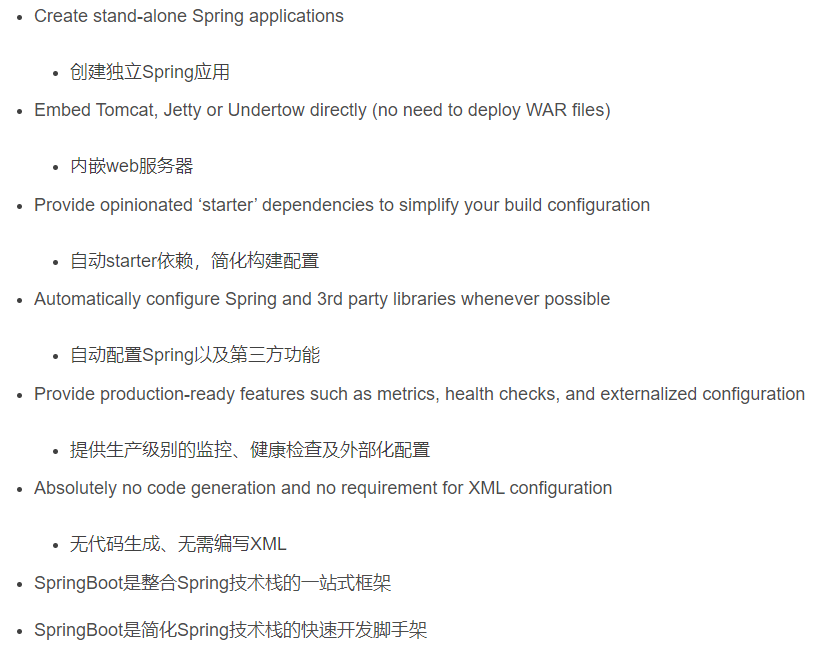 Create stand-alone Spring applications
创建独立Spring应用
Embed Tomcat, Jetty or Undertow directly (no need to deploy WAR files)
内嵌web服务器
Provide opinionated ‘starter’ dependencies to simplify your build configuration
自动starter依赖，简化构建配置
Automatically configure Spring and 3rd party libraries whenever possible
自动配置Spring以及第三方功能
Provide production-ready features such as metrics, health checks, and externalized configuration
提供生产级别的监控、健康检查及外部化配置
Absolutely no code generation and no requirement for XML configuration
无代码生成、无需编写XML
SpringBoot是整合Spring技术栈的一站式框架
SpringBoot是简化Spring技术栈的快速开发脚手架